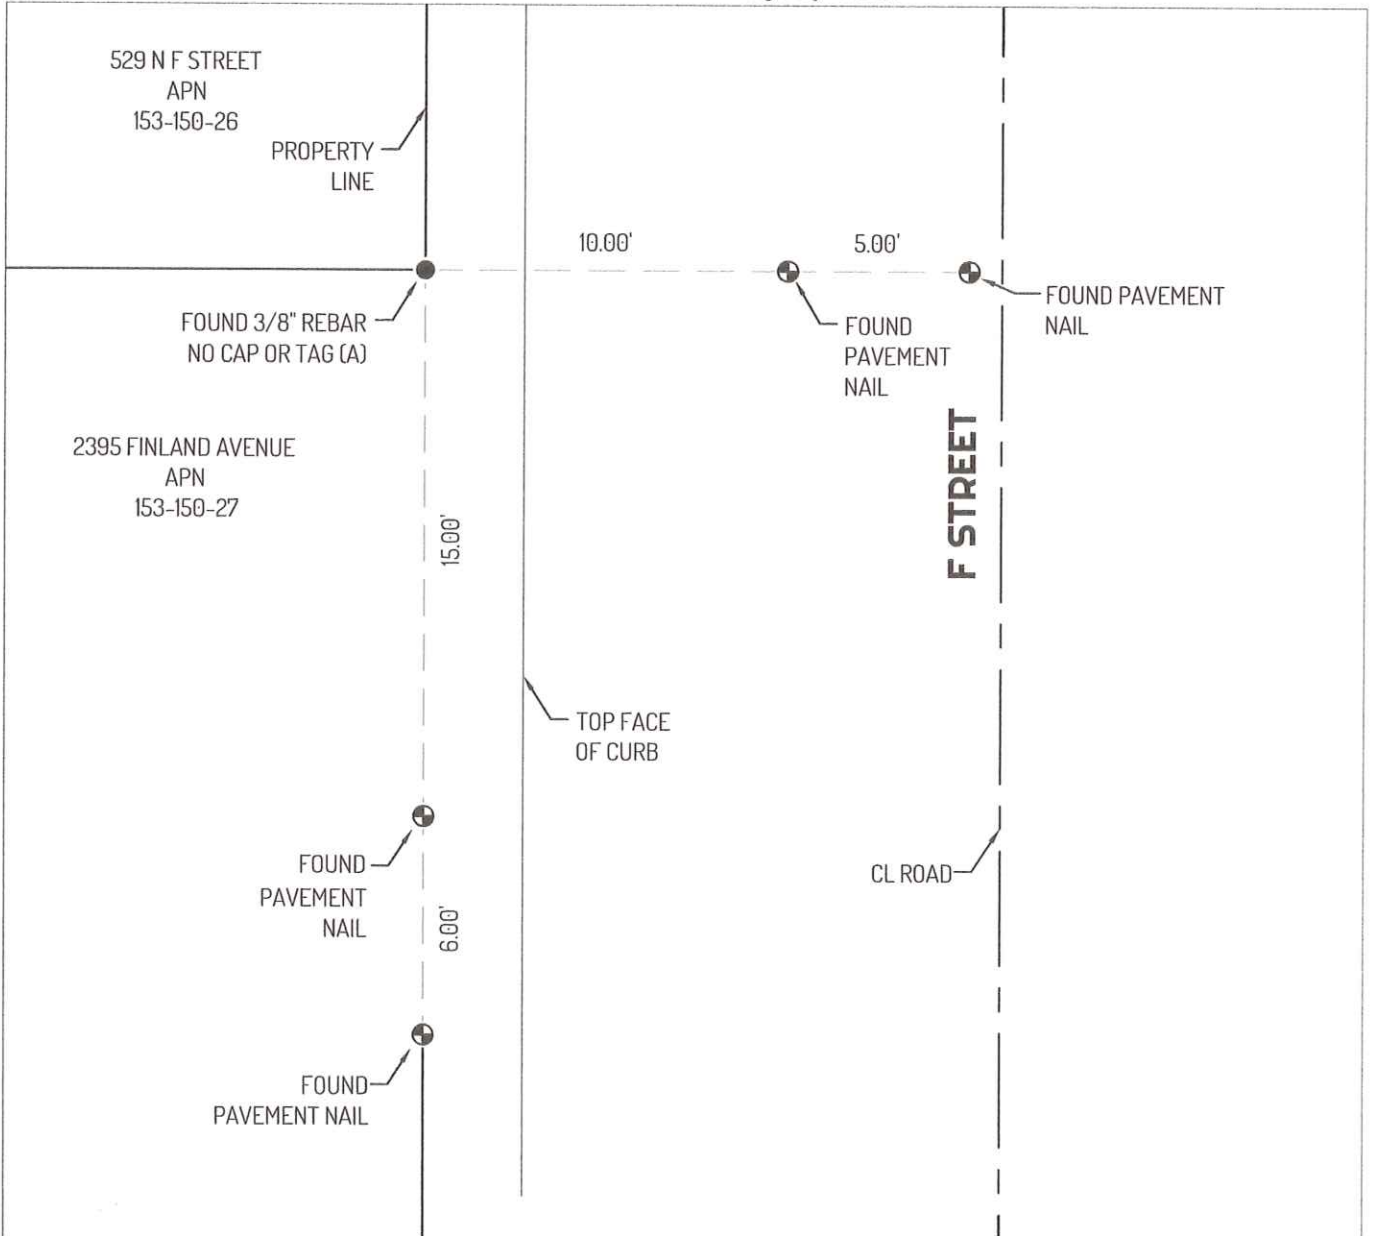 529 N F STREET
APN
153-150-26
PROPERTY
LINE
10.00'
5.00'
FOUND 3/8" REBAR
NO CAP OR TAG (A)
FOUND
PAVEMENT
NAIL
FOUND PAVEMENT
NAIL
2395 FINLAND AVENUE
APN
153-150-27
15.00'
F STREET
TOP FACE
OF CURB
FOUND
PAVEMENT
NAIL
6.00'
CL ROAD
FOUND
PAVEMENT NAIL